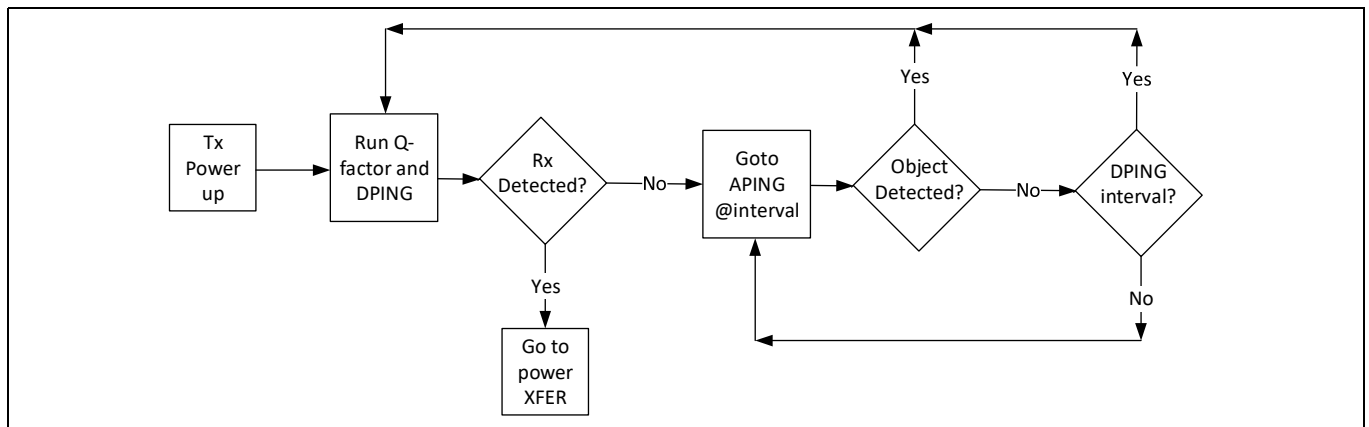 Yes
Yes
Tx
Power
up
Run Q-
factor and
DPING
Rx
Detected?
No
Goto
APING
@interval
Object
Detected?
No
DPING
interval?
Yes
No
Go to
power
XFER